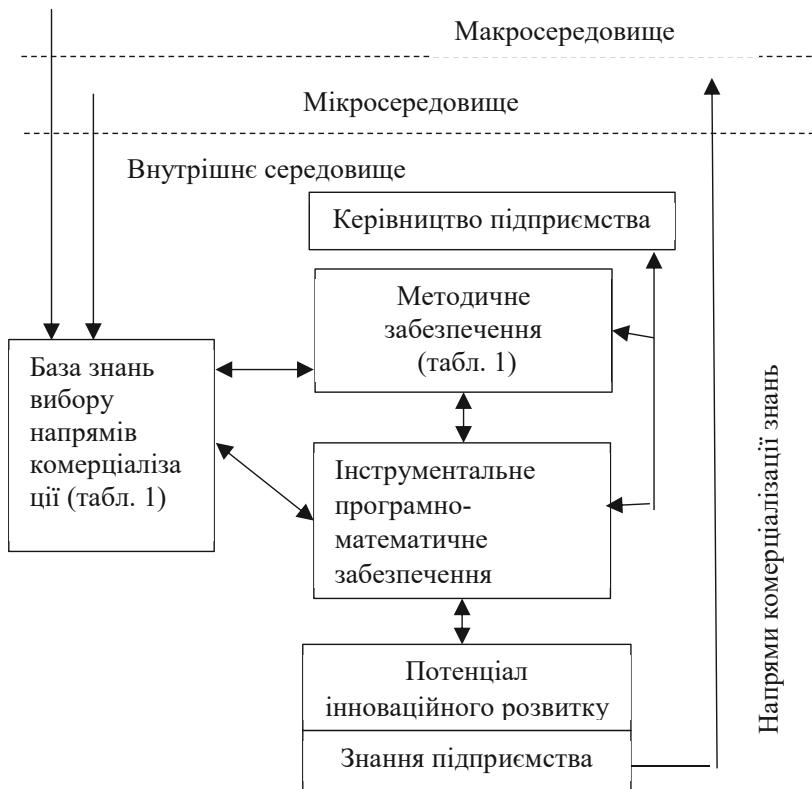 Макросередовище
Мікросередовище
Внутрішнє середовище
Керівництво підприємства
Методичне
забезпечення
(табл. 1)
База знань
вибору
напрямів
комерціаліза
ції (табл. 1)
Інструментальне
програмно-
математичне
забезпечення
Потенціал
інноваційного розвитку
Знання підприємства
Напрями комерціалізації знань